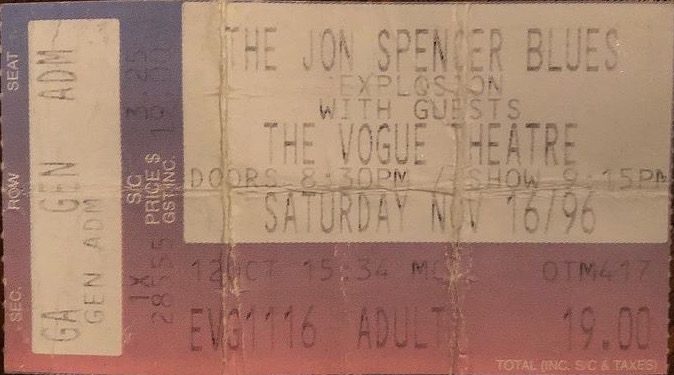 THE JON SPENCER BLUES
EXPLOSION
WITH GUESTS
THE VOGUE THEATRE
DOORS 8:30PM / SHOW 9:15PM
SATURDAY NOV 16/96
12OCT 15:34
OTM417
EVG1116 ADULT 19.00
TOTAL (INC. S/C & TAXES)
SEAT
ROW
SEC.
GA GEN ADM
GEN ADM
S/C
PRICE $
GST INC.
1X